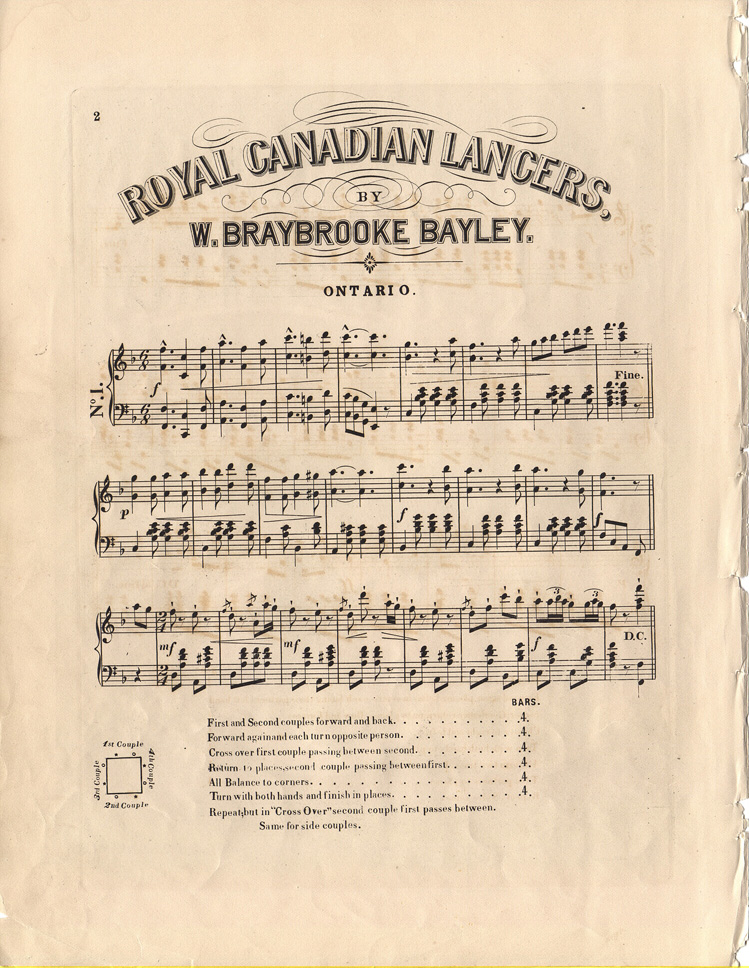 2
ROYAL CANADIAN LANCERS,
BY
W. BRAYBROOKE BAYLEY.
ONTARIO.
No. I.
f
Fine.
p
f
f
mf
mf
f
3
3
D.C.
BARS.
First and Second couples forward and back. . . . . . . . . . .4.
Forward again and each turn opposite person. . . . . . . . . .4.
Cross over first couple passing between second. . . . . . . . .4.
Return to places, second couple passing between first. . . . . . .4.
All Balance to corners. . . . . . . . . . . . . . .4.
Turn with both hands and finish in places. . . . . . . . . . .4.
Repeat; but in "Cross Over" second couple first passes between.
Same for side couples.
1st Couple
3rd Couple
4th Couple
2nd Couple